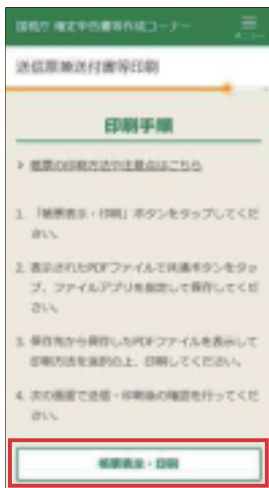 国税庁 確定申告書等作成コーナー
メニュー
送信票兼送付書等印刷
印刷手順
帳票の印刷方法や注意点はこちら
1. 「帳票表示・印刷」ボタンをタップしてくだ
さい。
2. 表示されたPDFファイルで共通ボタンをタッ
プ、ファイルアプリを指定して保存してくだ
さい。
3. 保存先から保存したPDFファイルを表示して
印刷方法を選択の上、印刷してください。
4. 次の画面で送信・印刷後の確認を行ってくだ
さい。
帳票表示・印刷